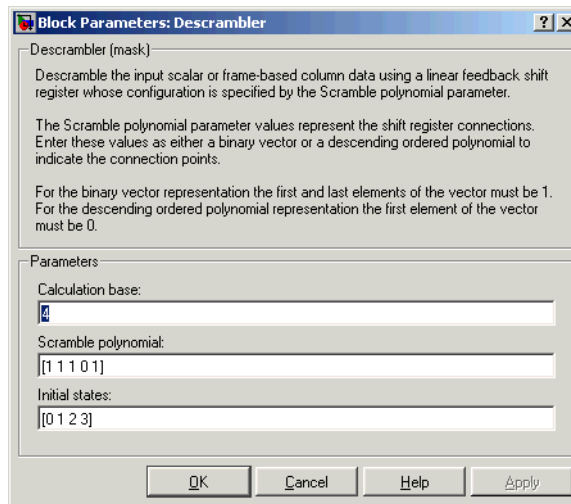 Block Parameters: Descrambler
Descrambler (mask)
Descramble the input scalar or frame-based column data using a linear feedback shift
register whose configuration is specified by the Scramble polynomial parameter.
The Scramble polynomial parameter values represent the shift register connections.
Enter these values as either a binary vector or a descending ordered polynomial to
indicate the connection points.
For the binary vector representation the first and last elements of the vector must be 1.
For the descending ordered polynomial representation the first element of the vector
must be 0.
Parameters
Calculation base:
4
Scramble polynomial:
[1 1 1 0 1]
Initial states:
[0 1 2 3]
OK Cancel Help Apply